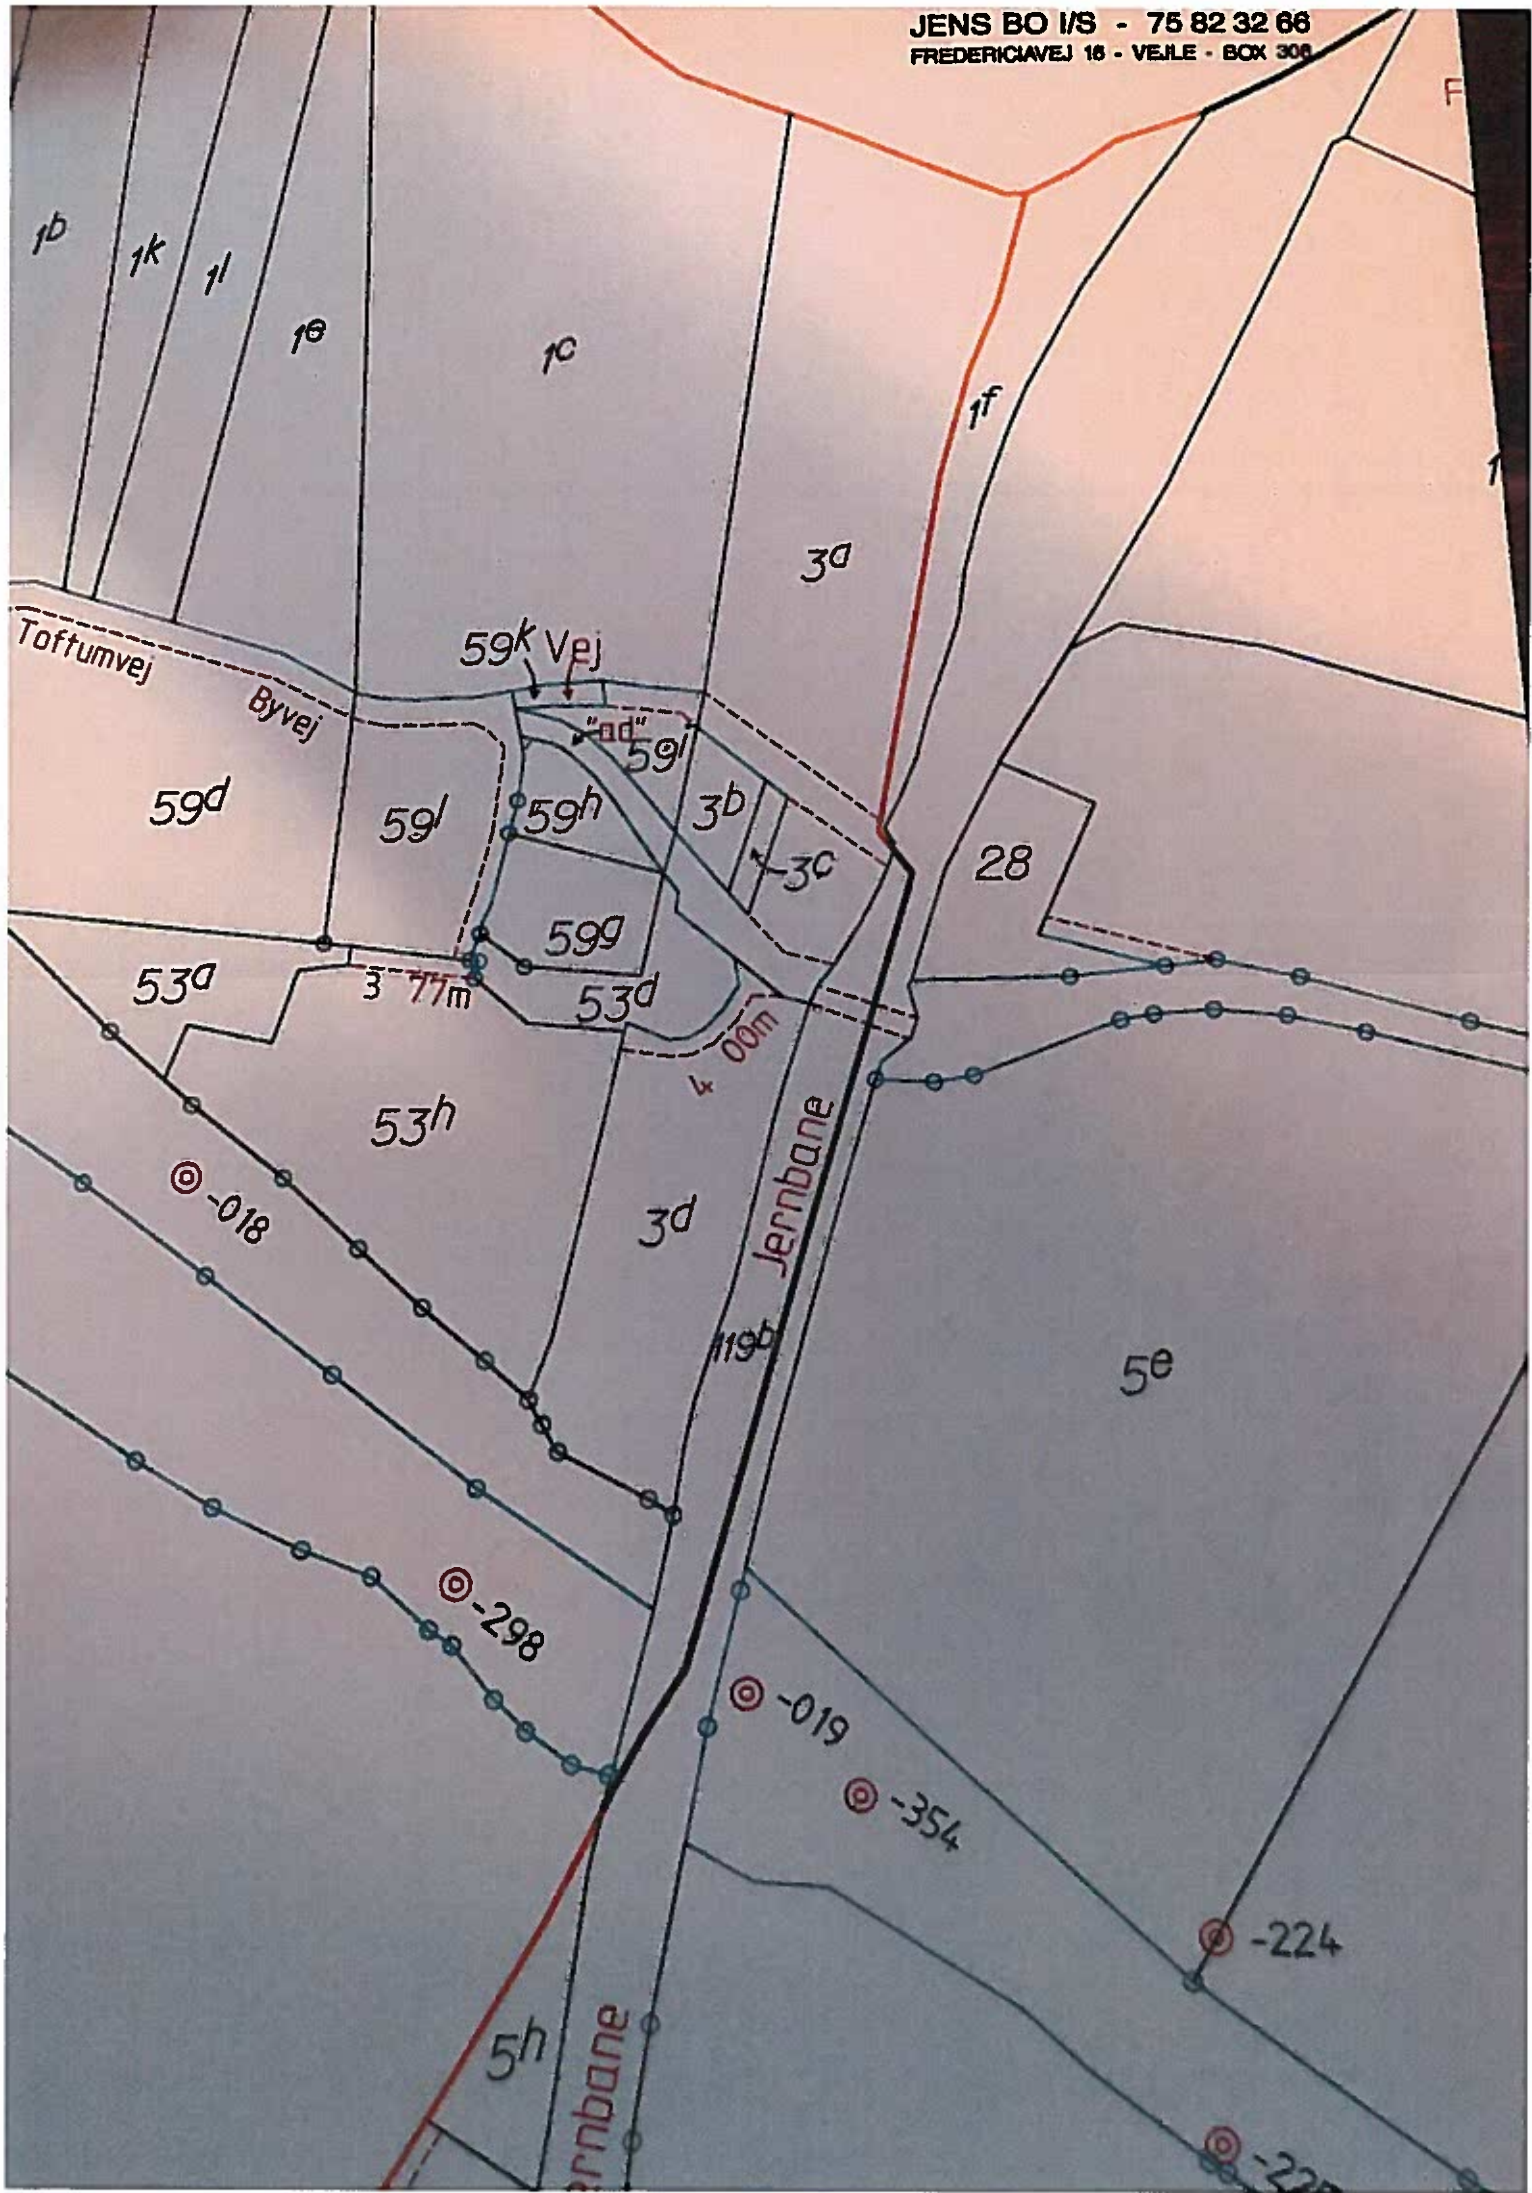 JENS BO I/S - 75 82 32 66
FREDERICIAVEJ 16 - VEJLE - BOX 306
F
1b
1k
1l
1e
1c
1f
1
3a
Toftumvej
Byvej
59k Vej
"ad"
59i
59d
59l
59h
3b
3c
28
59g
53a
3 77m
53d
4 00m
53h
Jernbane
-018
3d
119b
5e
-298
-019
-354
-224
5h
ernbane